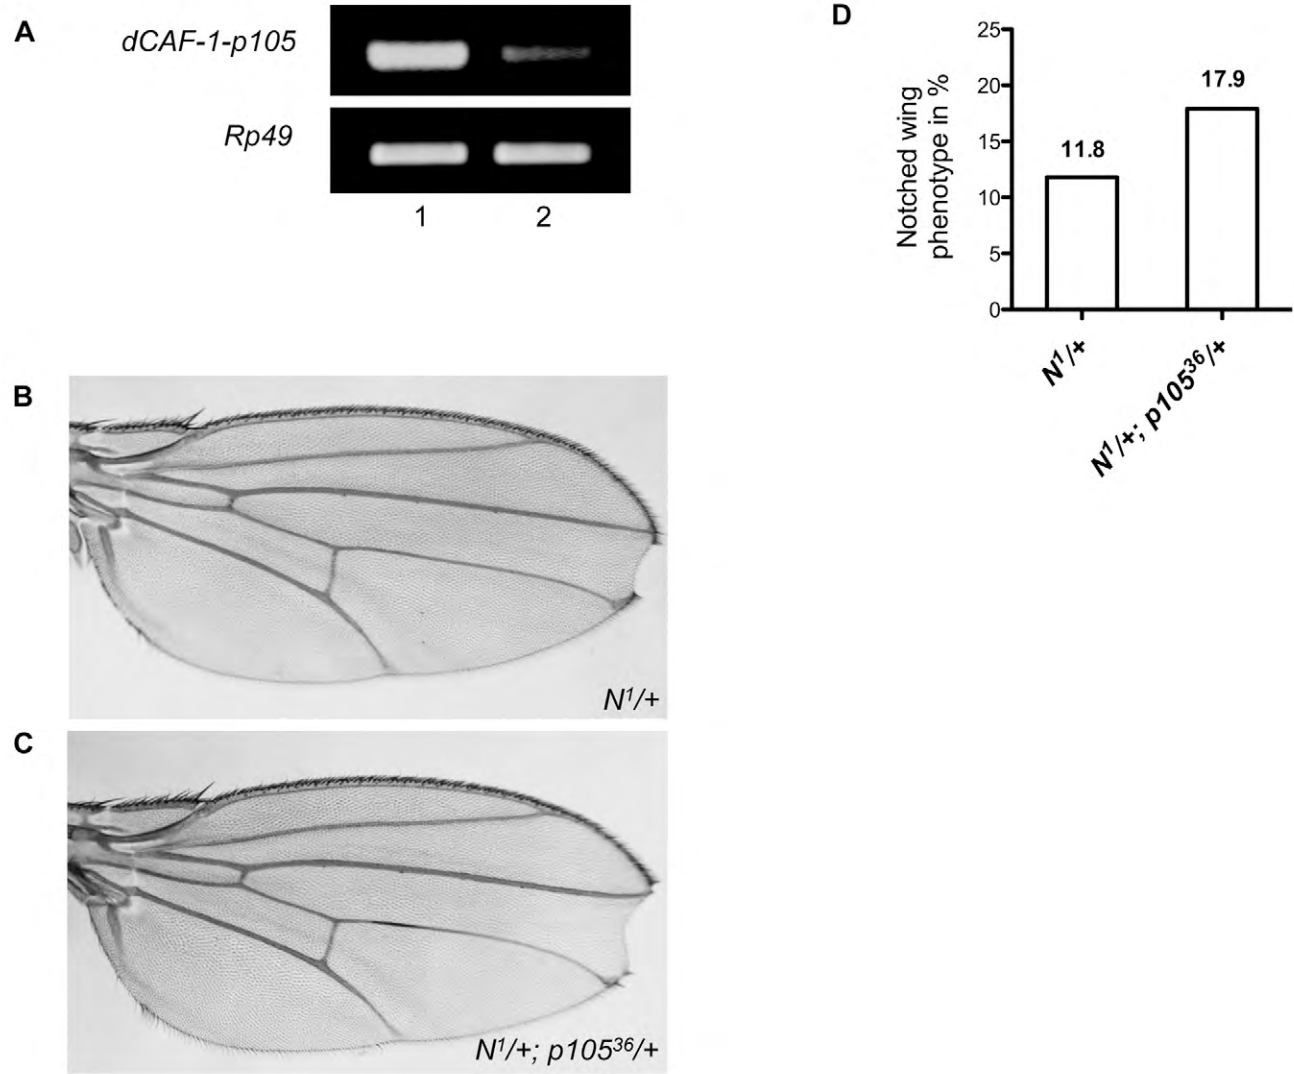 A
dCAF-1-p105
Rp49
1 2
B
N¹/+
C
N¹/+; p105³⁶/+
D
Notched wing
phenotype in %
25
20
15
10
5
0
11.8
17.9
N¹/+
N¹/+; p105³⁶/+